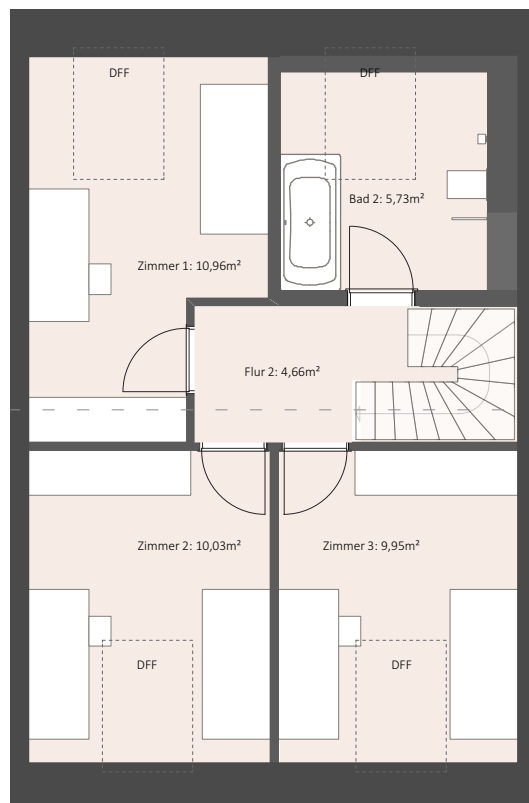 DFF
DFF
Bad 2: 5,73m²
Zimmer 1: 10,96m²
Flur 2: 4,66m²
Zimmer 2: 10,03m²
Zimmer 3: 9,95m²
DFF
DFF